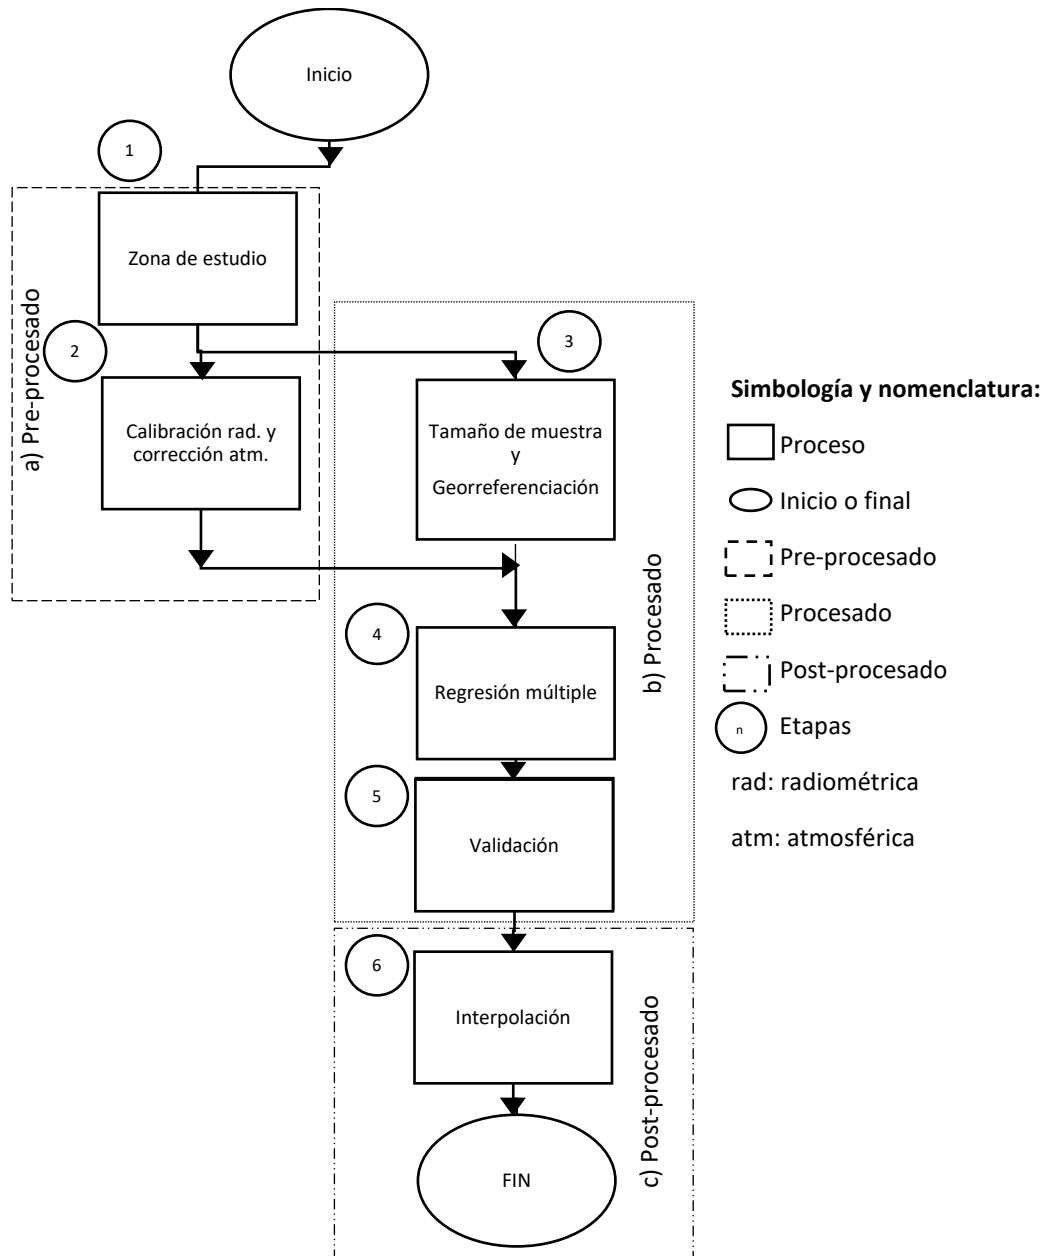 Inicio
1
Zona de estudio
a) Pre-procesado
2
Calibración rad. y
corrección atm.
3
Tamaño de muestra
y
Georreferenciación
b) Procesado
4
Regresión múltiple
5
Validación
6
Interpolación
c) Post-procesado
FIN
Simbología y nomenclatura:
Proceso
Inicio o final
Pre-procesado
Procesado
Post-procesado
n
Etapas
rad: radiométrica
atm: atmosférica